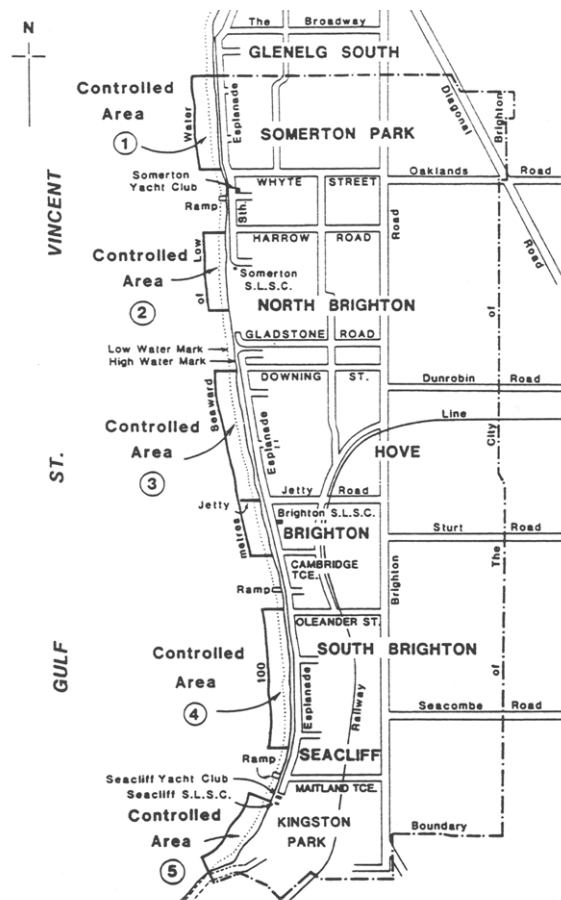 N
The Broadway
GLENELG SOUTH
Controlled
Area
①
Water
Esplanade
Diagonal
Road
Brighton
SOMERTON PARK
Oaklands Road
Somerton
Yacht Club
WHYTE STREET
Ramp
Sth.
Road
VINCENT
HARROW ROAD
Controlled
Area
②
Low
of
Somerton
S.L.S.C.
NORTH BRIGHTON
of
GLADSTONE ROAD
Low Water Mark
High Water Mark
DOWNING ST.
Dunrobin Road
Seaward
Line
Controlled
Area
③
Esplanade
HOVE
City
ST.
Jetty Road
Jetty
metres
Brighton S.L.S.C.
BRIGHTON
Sturt Road
The
CAMBRIDGE
TCE.
Ramp
Brighton
OLEANDER ST.
SOUTH BRIGHTON
Controlled
Area
④
100
GULF
Esplanade
Railway
of
Seacombe Road
SEACLIFF
Ramp
Seacliff Yacht Club
Seacliff S.L.S.C.
MAITLAND TCE.
Controlled
Area
⑤
KINGSTON
PARK
Boundary